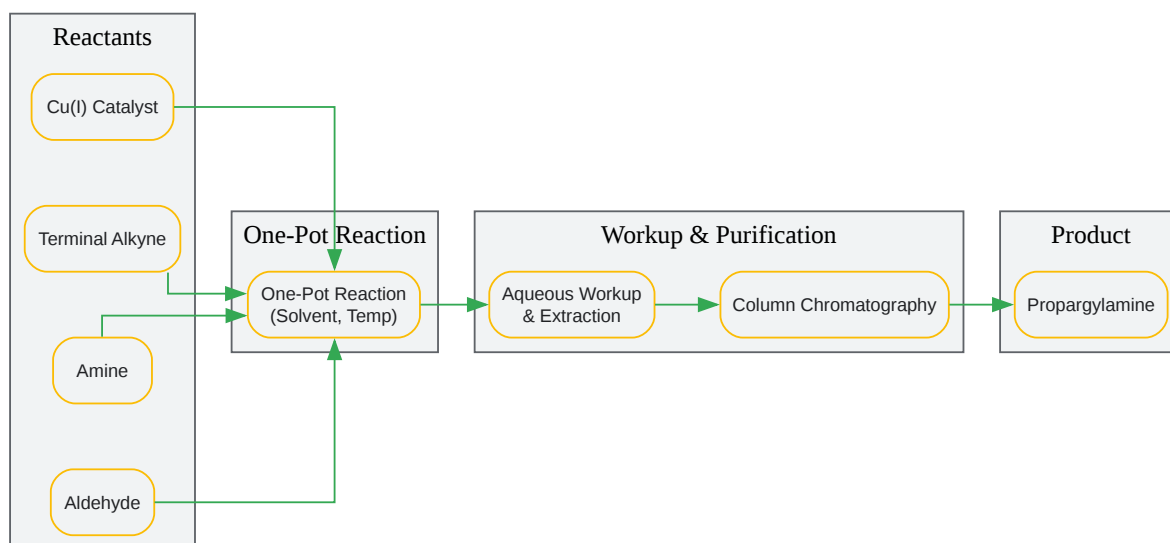 Reactants
Cu(I) Catalyst
Terminal Alkyne
Amine
Aldehyde
One-Pot Reaction
One-Pot Reaction
(Solvent, Temp)
Workup & Purification
Aqueous Workup
& Extraction
Column Chromatography
Product
Propargylamine